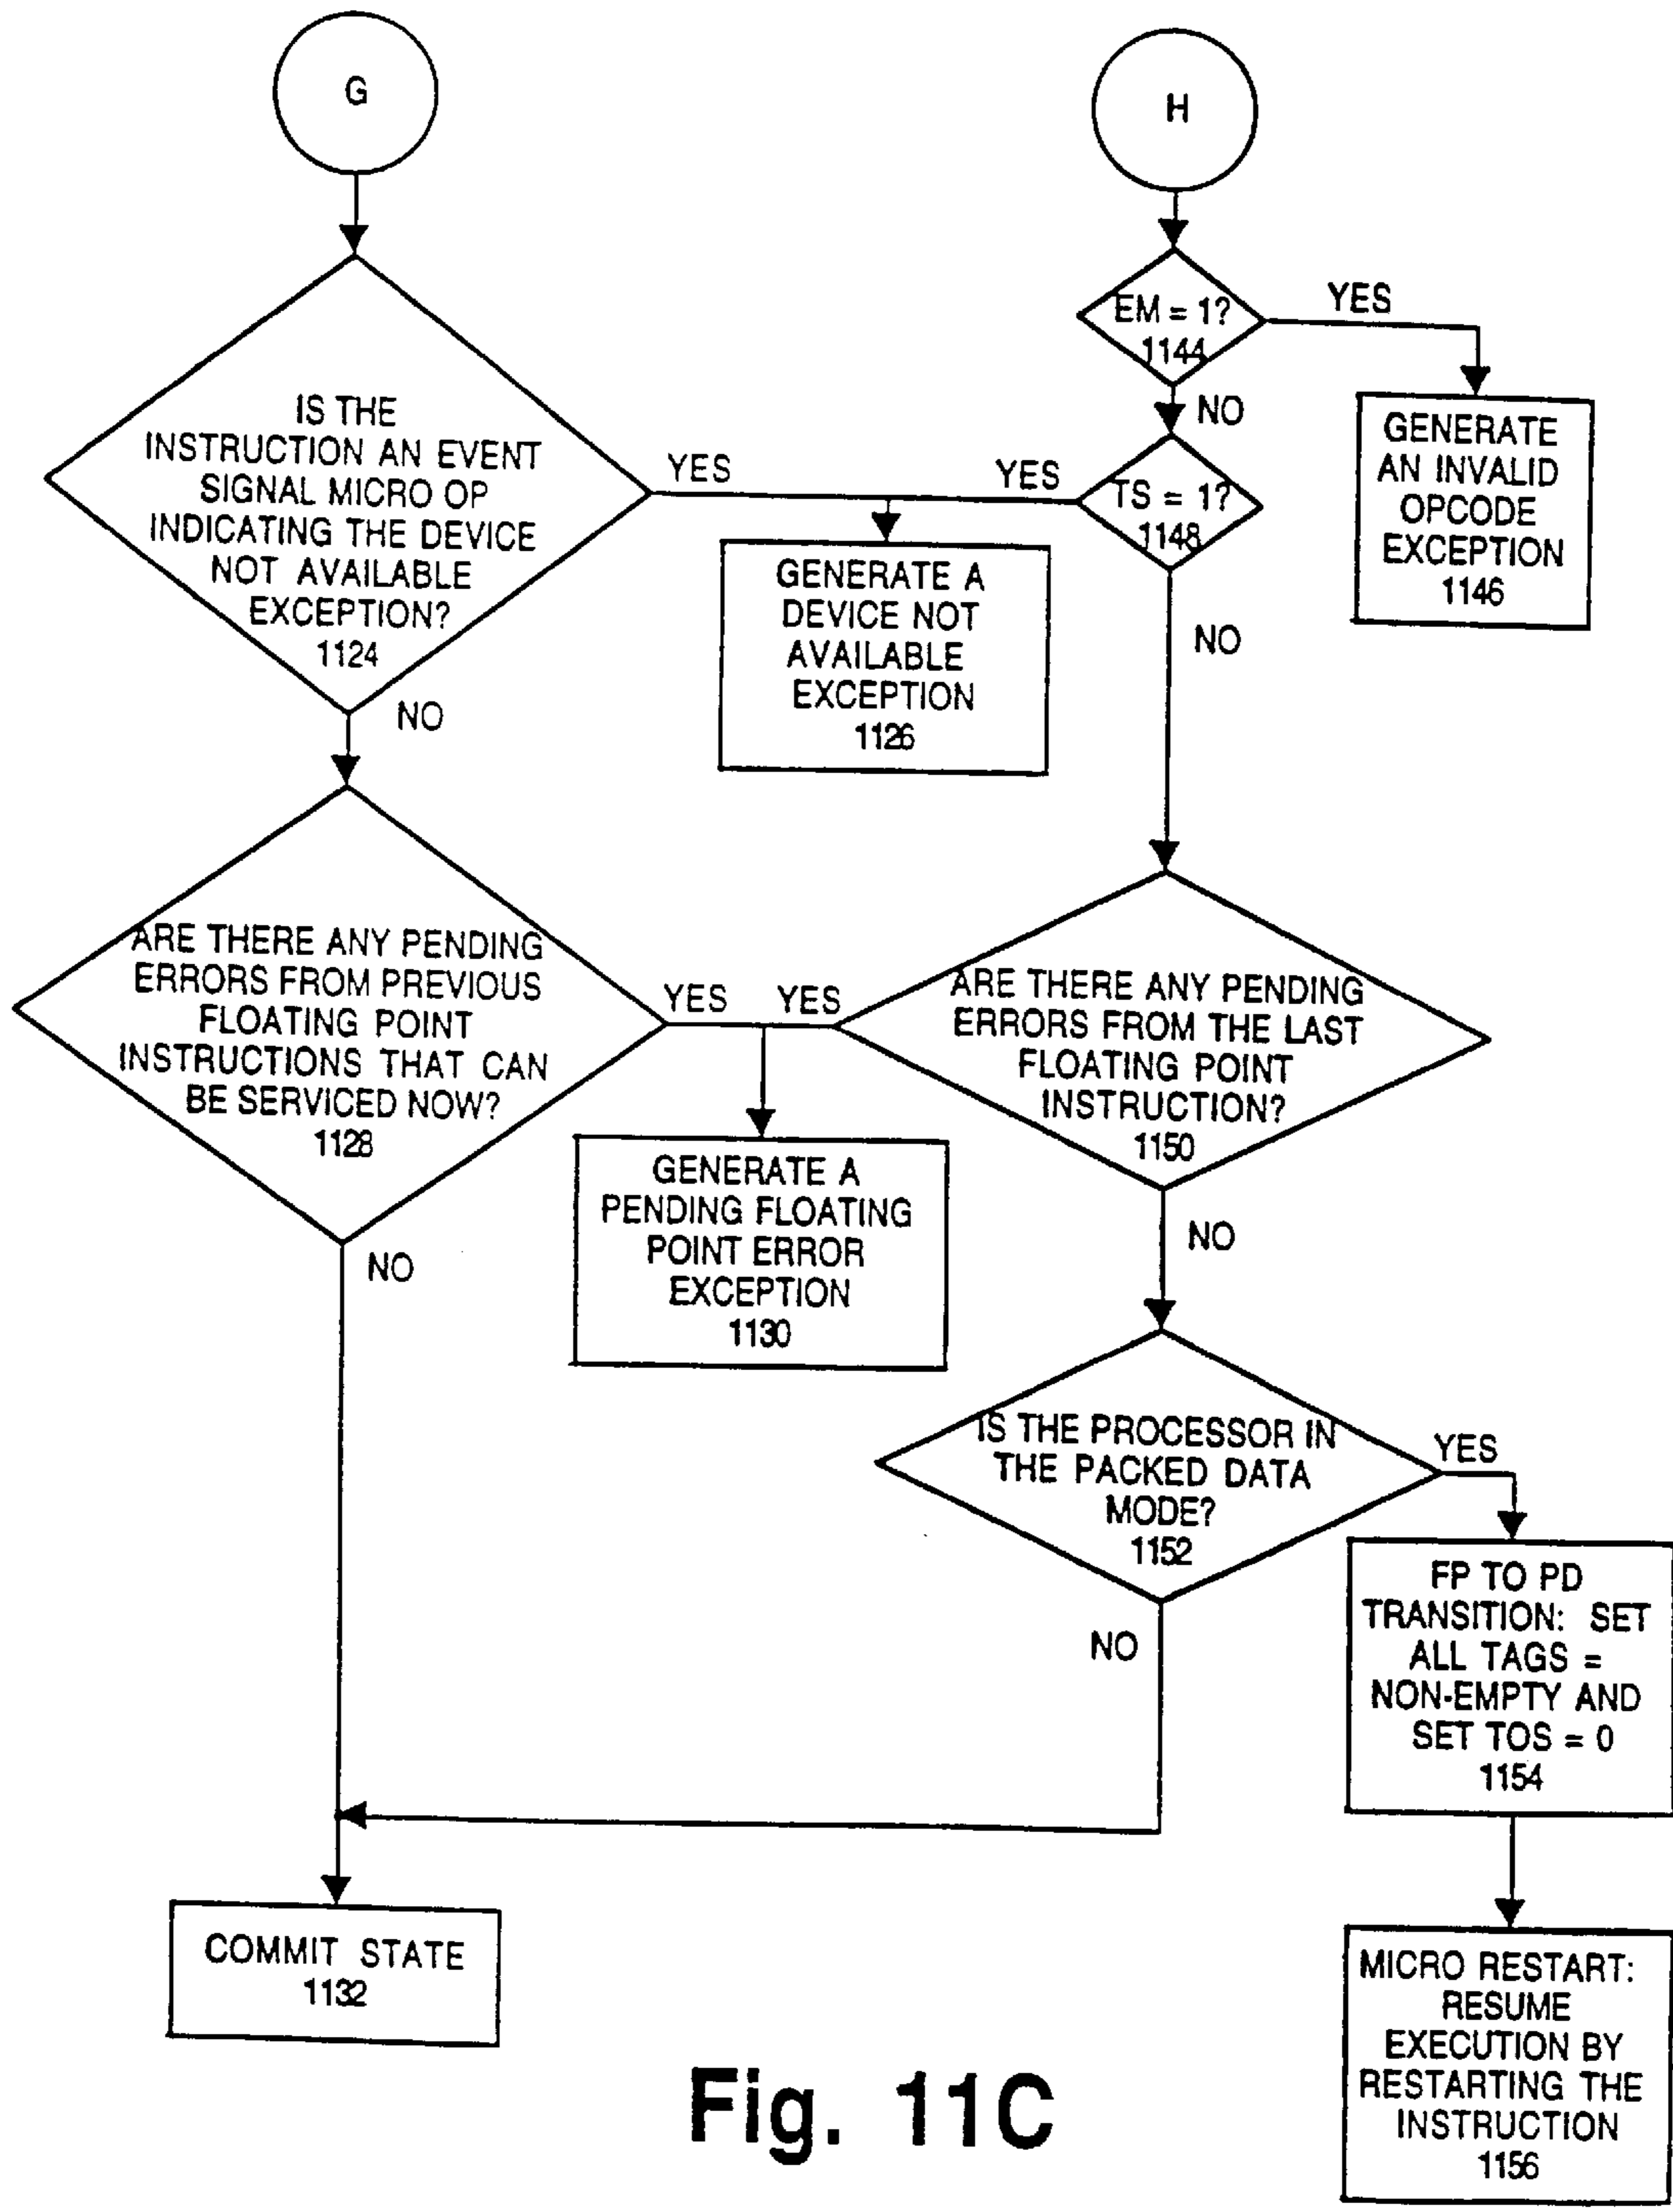 G
IS THE
INSTRUCTION AN EVENT
SIGNAL MICRO OP
INDICATING THE DEVICE
NOT AVAILABLE
EXCEPTION?
1124
YES
NO
GENERATE A
DEVICE NOT
AVAILABLE
EXCEPTION
1126
ARE THERE ANY PENDING
ERRORS FROM PREVIOUS
FLOATING POINT
INSTRUCTIONS THAT CAN
BE SERVICED NOW?
1128
YES
NO
GENERATE A
PENDING FLOATING
POINT ERROR
EXCEPTION
1130
COMMIT STATE
1132
H
EM = 1?
1144
YES
NO
GENERATE
AN INVALID
OPCODE
EXCEPTION
1146
TS = 1?
1148
YES
NO
ARE THERE ANY PENDING
ERRORS FROM THE LAST
FLOATING POINT
INSTRUCTION?
1150
YES
NO
IS THE PROCESSOR IN
THE PACKED DATA
MODE?
1152
YES
NO
FP TO PD
TRANSITION: SET
ALL TAGS =
NON-EMPTY AND
SET TOS = 0
1154
MICRO RESTART:
RESUME
EXECUTION BY
RESTARTING THE
INSTRUCTION
1156
Fig. 11C